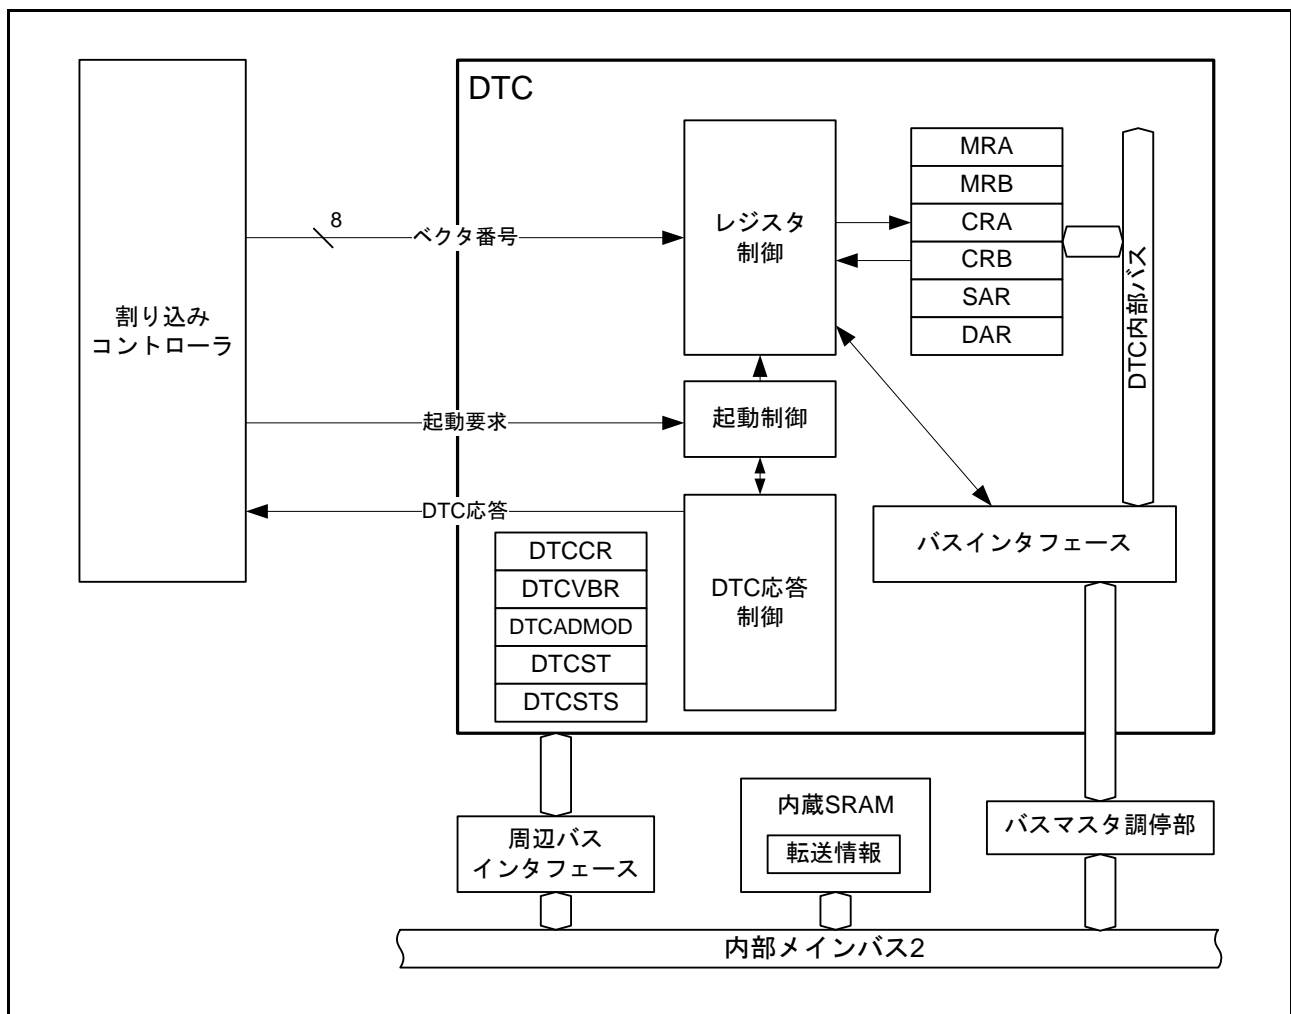 DTC
割り込み
コントローラ
8
ベクタ番号
起動要求
DTC応答
レジスタ
制御
起動制御
DTC応答
制御
MRA
MRB
CRA
CRB
SAR
DAR
DTC内部バス
バスインタフェース
DTCCR
DTCVBR
DTCADMOD
DTCST
DTCSTS
周辺バス
インタフェース
内蔵SRAM
転送情報
バスマスタ調停部
内部メインバス2